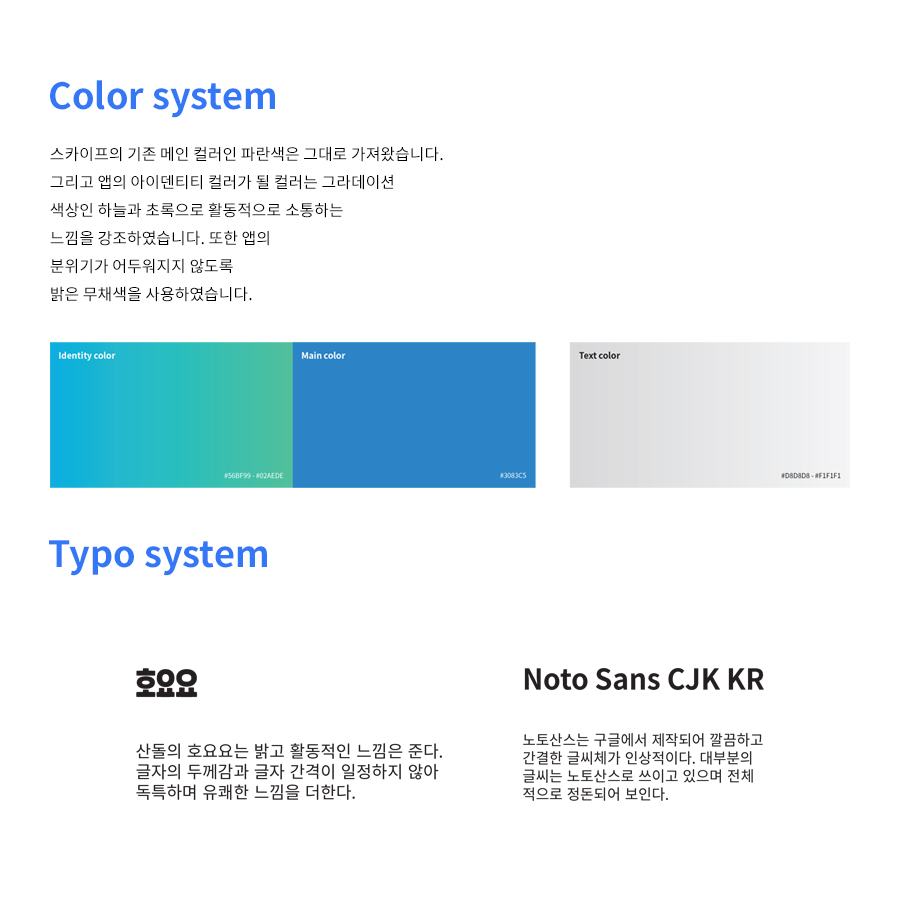 Color system
스카이프의 기존 메인 컬러인 파란색은 그대로 가져왔습니다.
그리고 앱의 아이덴티티 컬러가 될 컬러는 그라데이션
색상인 하늘과 초록으로 활동적으로 소통하는
느낌을 강조하였습니다. 또한 앱의
분위기가 어두워지지 않도록
밝은 무채색을 사용하였습니다.
Identity color
#56BF99 - #02AEDE
Main color
#3083C5
Text color
#D8D8D8 - #F1F1F1
Typo system
호요요
산돌의 호요요는 밝고 활동적인 느낌은 준다.
글자의 두께감과 글자 간격이 일정하지 않아
독특하며 유쾌한 느낌을 더한다.
Noto Sans CJK KR
노토산스는 구글에서 제작되어 깔끔하고
간결한 글씨체가 인상적이다. 대부분의
글씨는 노토산스로 쓰이고 있으며 전체
적으로 정돈되어 보인다.